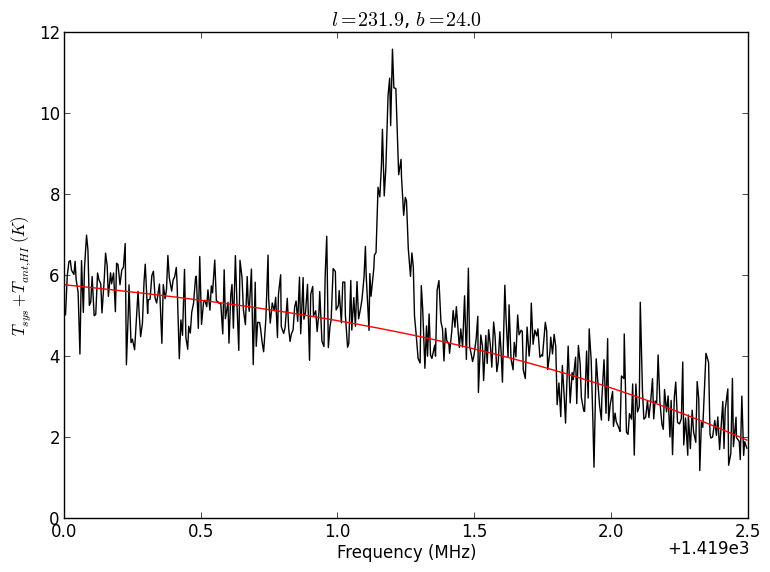 l=231.9, b=24.0
12
10
8
6
4
2
0
T_sys+T_ant,HI (K)
0.0 0.5 1.0 1.5 2.0 2.5
Frequency (MHz)
+1.419e3